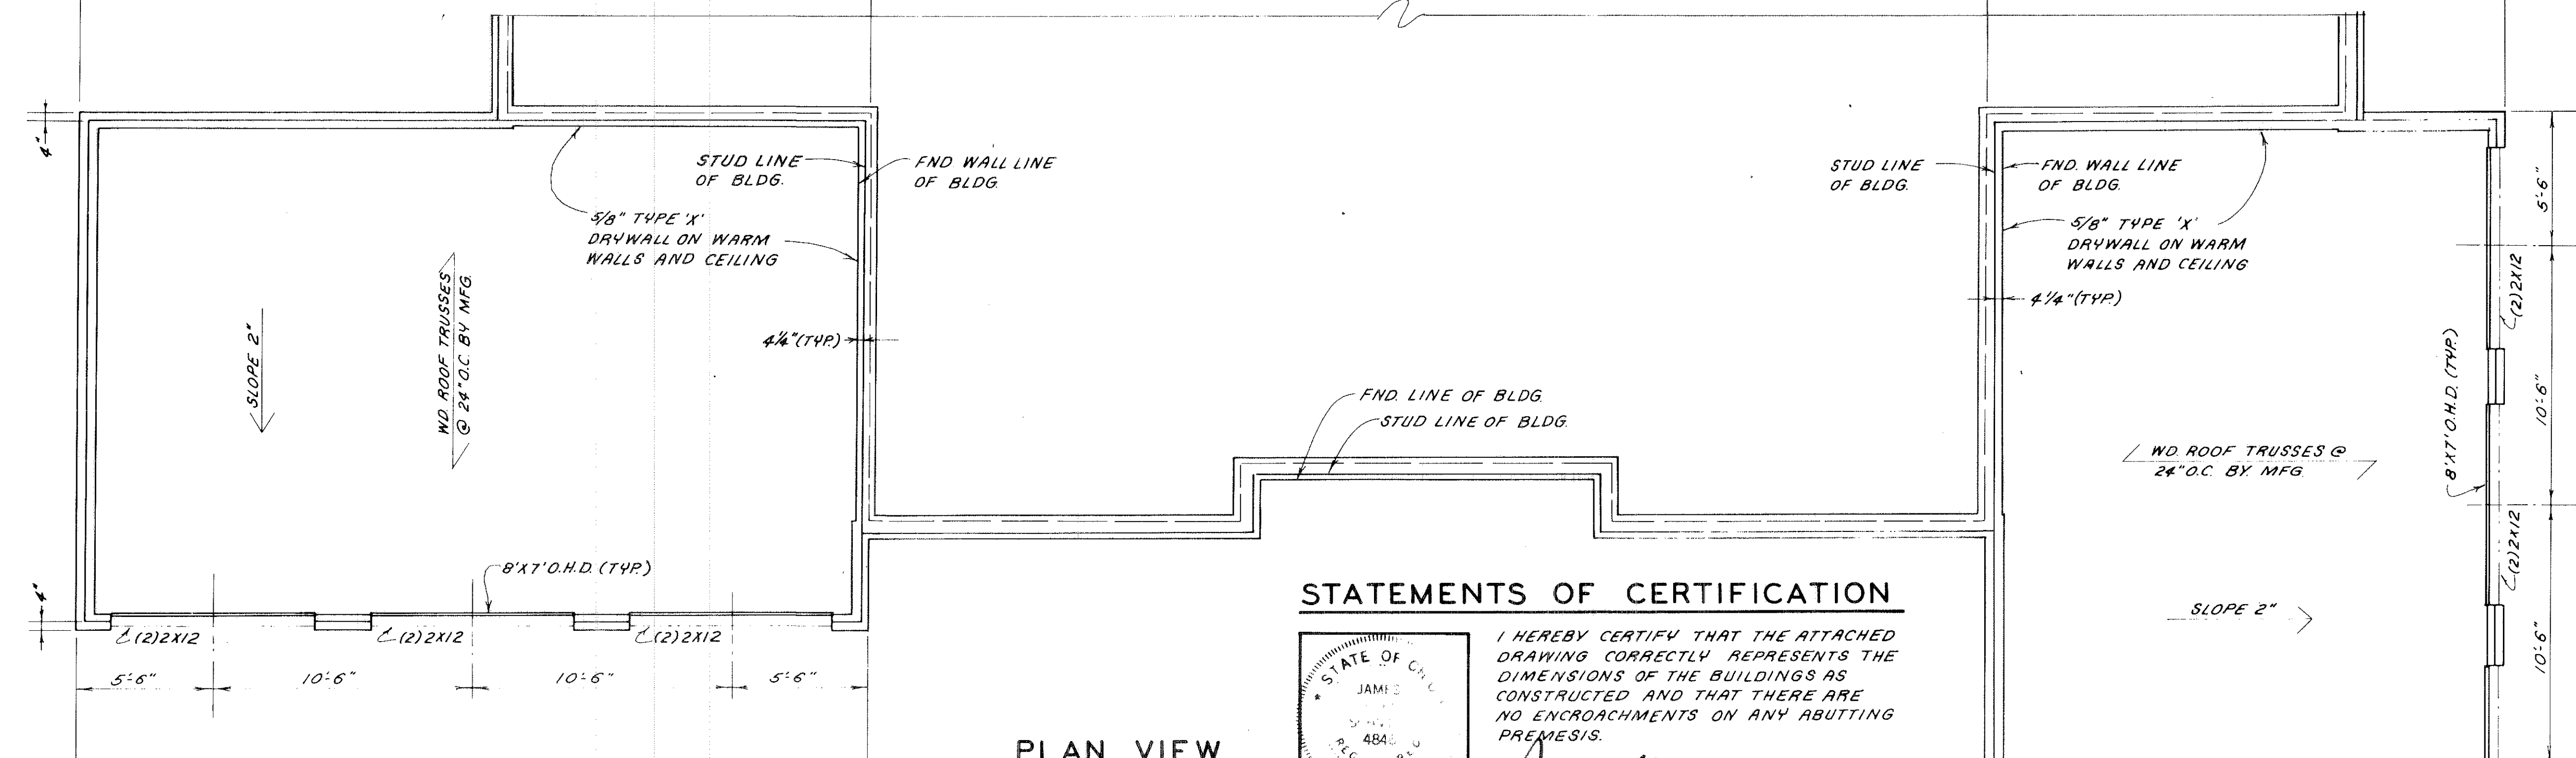 4"
STUD LINE
OF BLDG.
FND WALL LINE
OF BLDG.
5/8" TYPE 'X'
DRYWALL ON WARM
WALLS AND CEILING
SLOPE 2"
WD. ROOF TRUSSES
@ 24" O.C. BY MFG.
4 1/4" (TYP.)
8'X7' O.H.D. (TYP.)
4"
(2) 2X12
(2) 2X12
(2) 2X12
5'-6"
10'-6"
10'-6"
5'-6"
FND. LINE OF BLDG.
STUD LINE OF BLDG.
STUD LINE
OF BLDG.
FND. WALL LINE
OF BLDG.
5/8" TYPE 'X'
DRYWALL ON WARM
WALLS AND CEILING
4 1/4" (TYP.)
WD. ROOF TRUSSES @
24" O.C. BY. MFG.
SLOPE 2"
8'X7' O.H.D. (TYP.)
(2) 2X12
(2) 2X12
5'-6"
10'-6"
10'-6"
STATEMENTS OF CERTIFICATION
I HEREBY CERTIFY THAT THE ATTACHED
DRAWING CORRECTLY REPRESENTS THE
DIMENSIONS OF THE BUILDINGS AS
CONSTRUCTED AND THAT THERE ARE
NO ENCROACHMENTS ON ANY ABUTTING
PREMESIS.
STATE OF
JAMES
PLAN VIEW